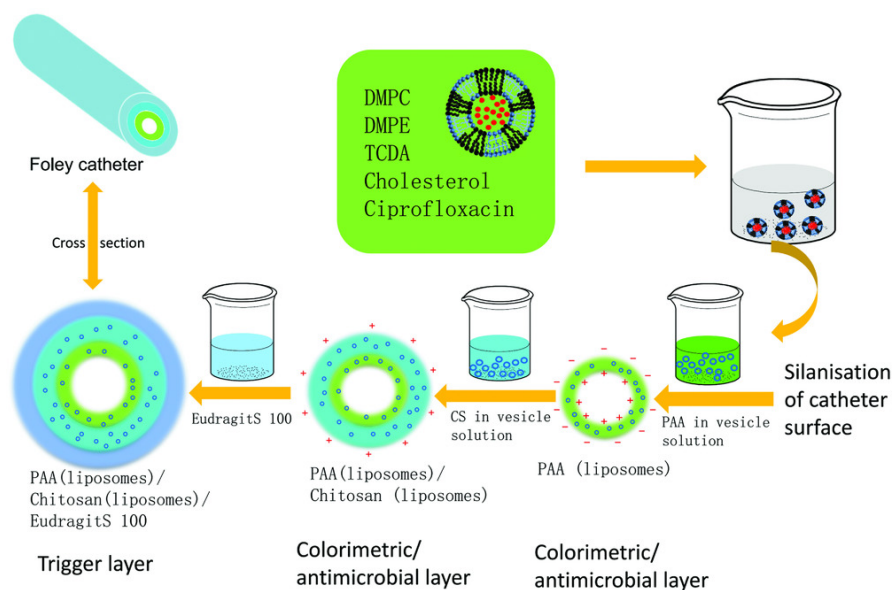 DMPC
DMPE
TCDA
Cholesterol
Ciprofloxacin
Foley catheter
Cross section
EudragitS 100
CS in vesicle
solution
PAA in vesicle
solution
Silanisation
of catheter
surface
PAA (liposomes)
PAA(liposomes)/
Chitosan (liposomes)
PAA(liposomes)/
Chitosan(liposomes)/
EudragitS 100
Trigger layer
Colorimetric/
antimicrobial layer
Colorimetric/
antimicrobial layer